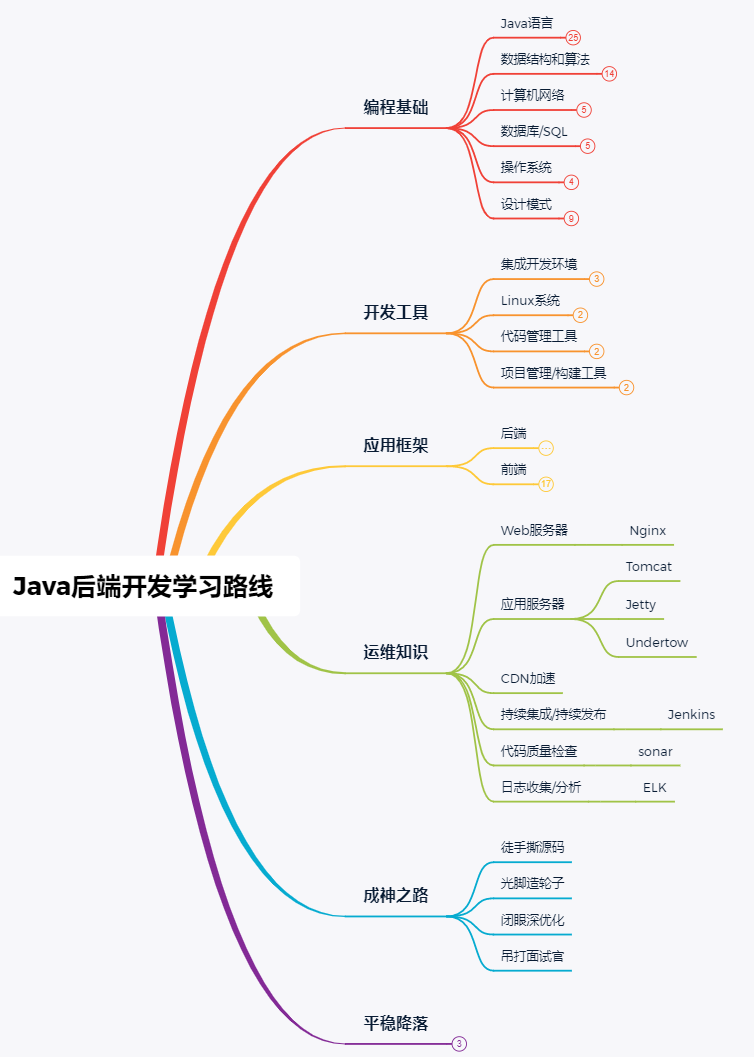 Java后端开发学习路线
编程基础
Java语言
25
数据结构和算法
14
计算机网络
5
数据库/SQL
5
操作系统
4
设计模式
9
开发工具
集成开发环境
3
Linux系统
2
代码管理工具
2
项目管理/构建工具
2
应用框架
后端
...
前端
17
运维知识
Web服务器
Nginx
应用服务器
Tomcat
Jetty
Undertow
CDN加速
持续集成/持续发布
Jenkins
代码质量检查
sonar
日志收集/分析
ELK
成神之路
徒手撕源码
光脚造轮子
闭眼深优化
吊打面试官
平稳降落
3